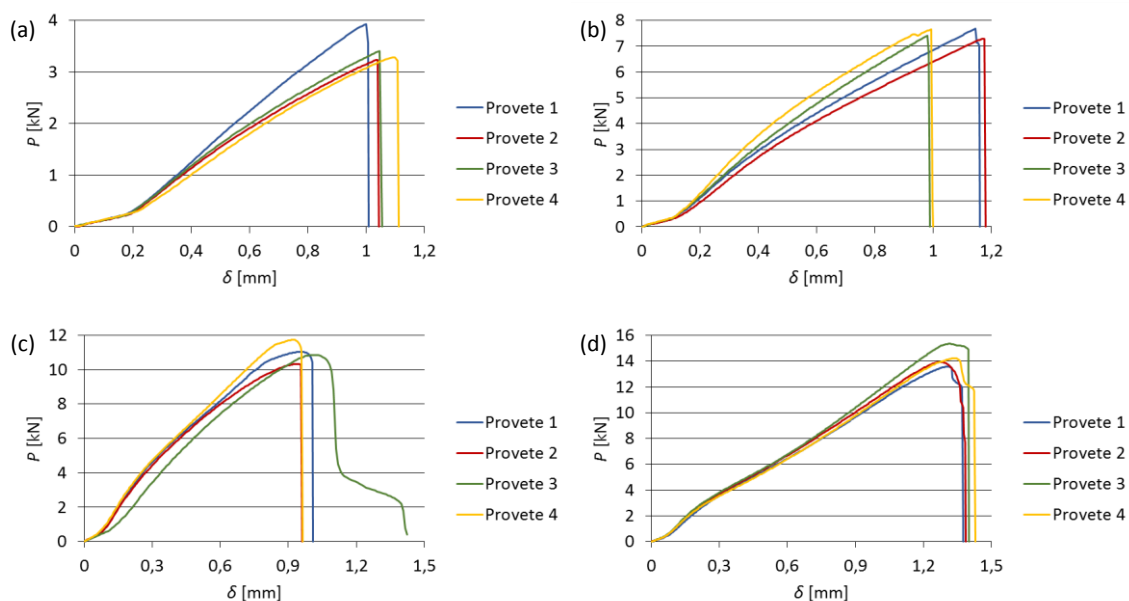 (a)
P [kN]
4
3
2
1
0
0 0,2 0,4 0,6 0,8 1 1,2
δ [mm]
Provete 1
Provete 2
Provete 3
Provete 4
(b)
P [kN]
8
7
6
5
4
3
2
1
0
0 0,2 0,4 0,6 0,8 1 1,2
δ [mm]
Provete 1
Provete 2
Provete 3
Provete 4
(c)
P [kN]
12
10
8
6
4
2
0
0 0,3 0,6 0,9 1,2 1,5
δ [mm]
Provete 1
Provete 2
Provete 3
Provete 4
(d)
P [kN]
16
14
12
10
8
6
4
2
0
0 0,3 0,6 0,9 1,2 1,5
δ [mm]
Provete 1
Provete 2
Provete 3
Provete 4